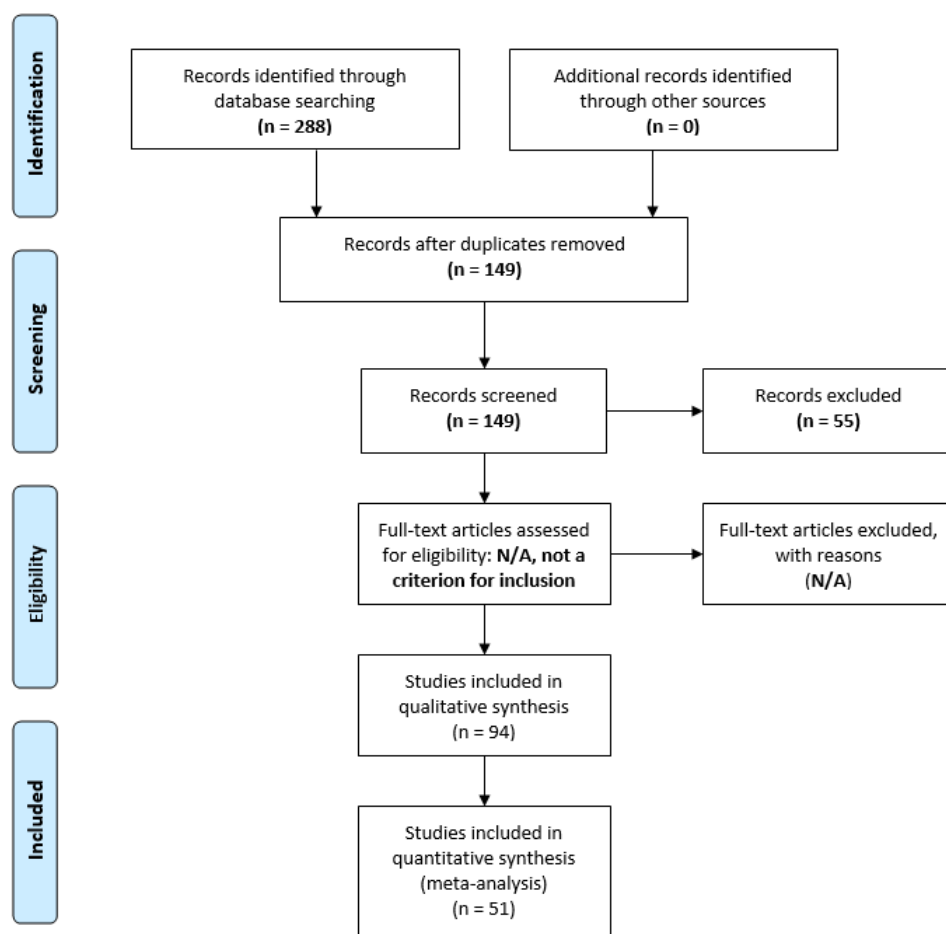 Identification
Records identified through
database searching
(n = 288)
Additional records identified
through other sources
(n = 0)
Records after duplicates removed
(n = 149)
Screening
Records screened
(n = 149)
Records excluded
(n = 55)
Eligibility
Full-text articles assessed
for eligibility: N/A, not a
criterion for inclusion
Full-text articles excluded,
with reasons
(N/A)
Studies included in
qualitative synthesis
(n = 94)
Included
Studies included in
quantitative synthesis
(meta-analysis)
(n = 51)